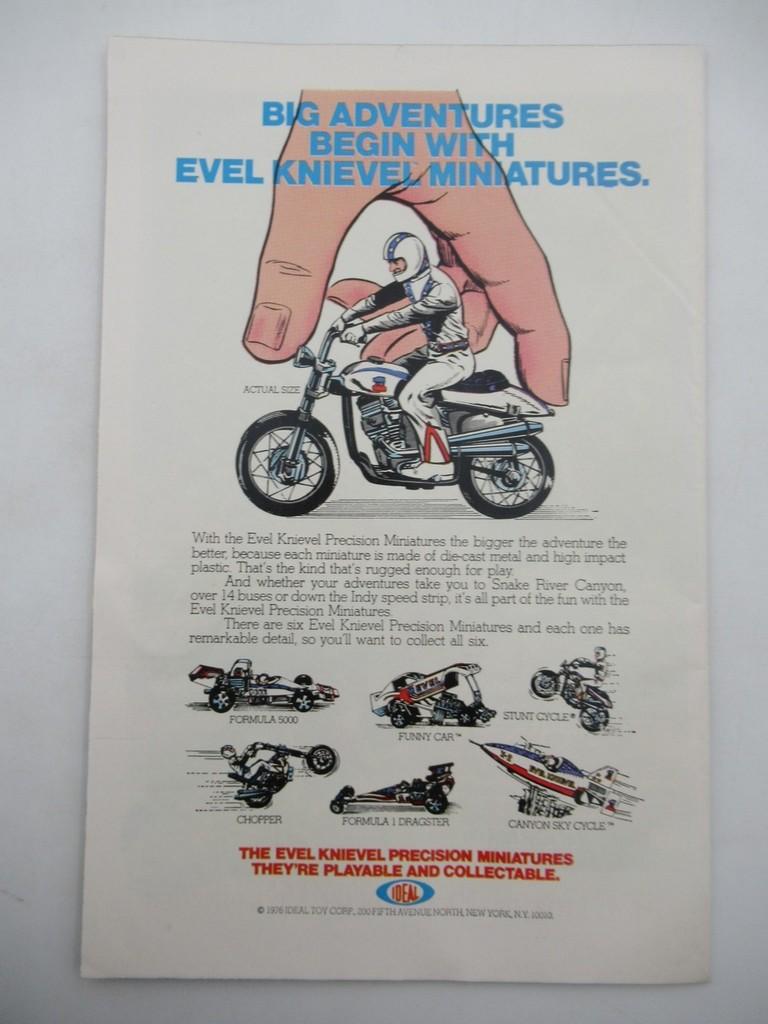 BIG ADVENTURES
BEGIN WITH
EVEL KNIEVEL MINIATURES.
ACTUAL SIZE
With the Evel Knievel Precision Miniatures the bigger the adventure the
better, because each miniature is made of die-cast metal and high impact
plastic. That's the kind that's rugged enough for play.
And whether your adventures take you to Snake River Canyon,
over 14 buses or down the Indy speed strip, it's all part of the fun with the
Evel Knievel Precision Miniatures.
There are six Evel Knievel Precision Miniatures and each one has
remarkable detail, so you'll want to collect all six.
EVEL
FORMULA 5000
FUNNY CAR™
STUNT CYCLE®
X-2
EVEL KNIEVEL
CHOPPER
FORMULA 1 DRAGSTER
CANYON SKY CYCLE™
THE EVEL KNIEVEL PRECISION MINIATURES
THEY'RE PLAYABLE AND COLLECTABLE.
IDEAL
© 1976 IDEAL TOY CORP., 200 FIFTH AVENUE NORTH, NEW YORK, N.Y. 10010.